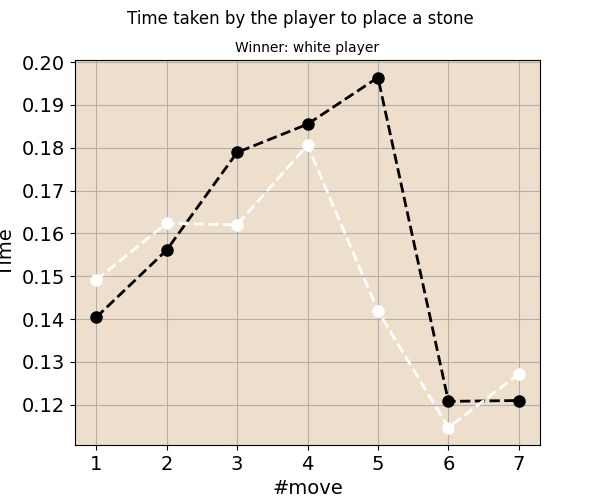 Time taken by the player to place a stone
Winner: white player
0.20
0.19
0.18
0.17
0.16
0.15
0.14
0.13
0.12
Time
1 2 3 4 5 6 7
#move